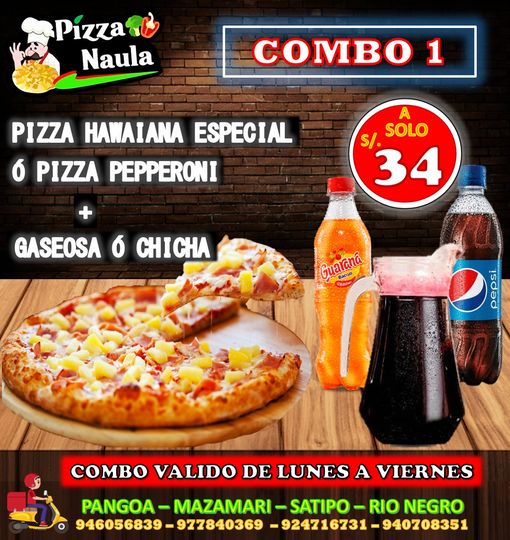 Pizza
Naula
COMBO 1
A
SOLO
S/.
34
PIZZA HAWAIANA ESPECIAL
Ó PIZZA PEPPERONI
+
GASEOSA Ó CHICHA
Guaraná
Backus
pepsi
COMBO VALIDO DE LUNES A VIERNES
PANGOA – MAZAMARI – SATIPO – RIO NEGRO
946056839 – 977840369 – 924716731 – 940708351